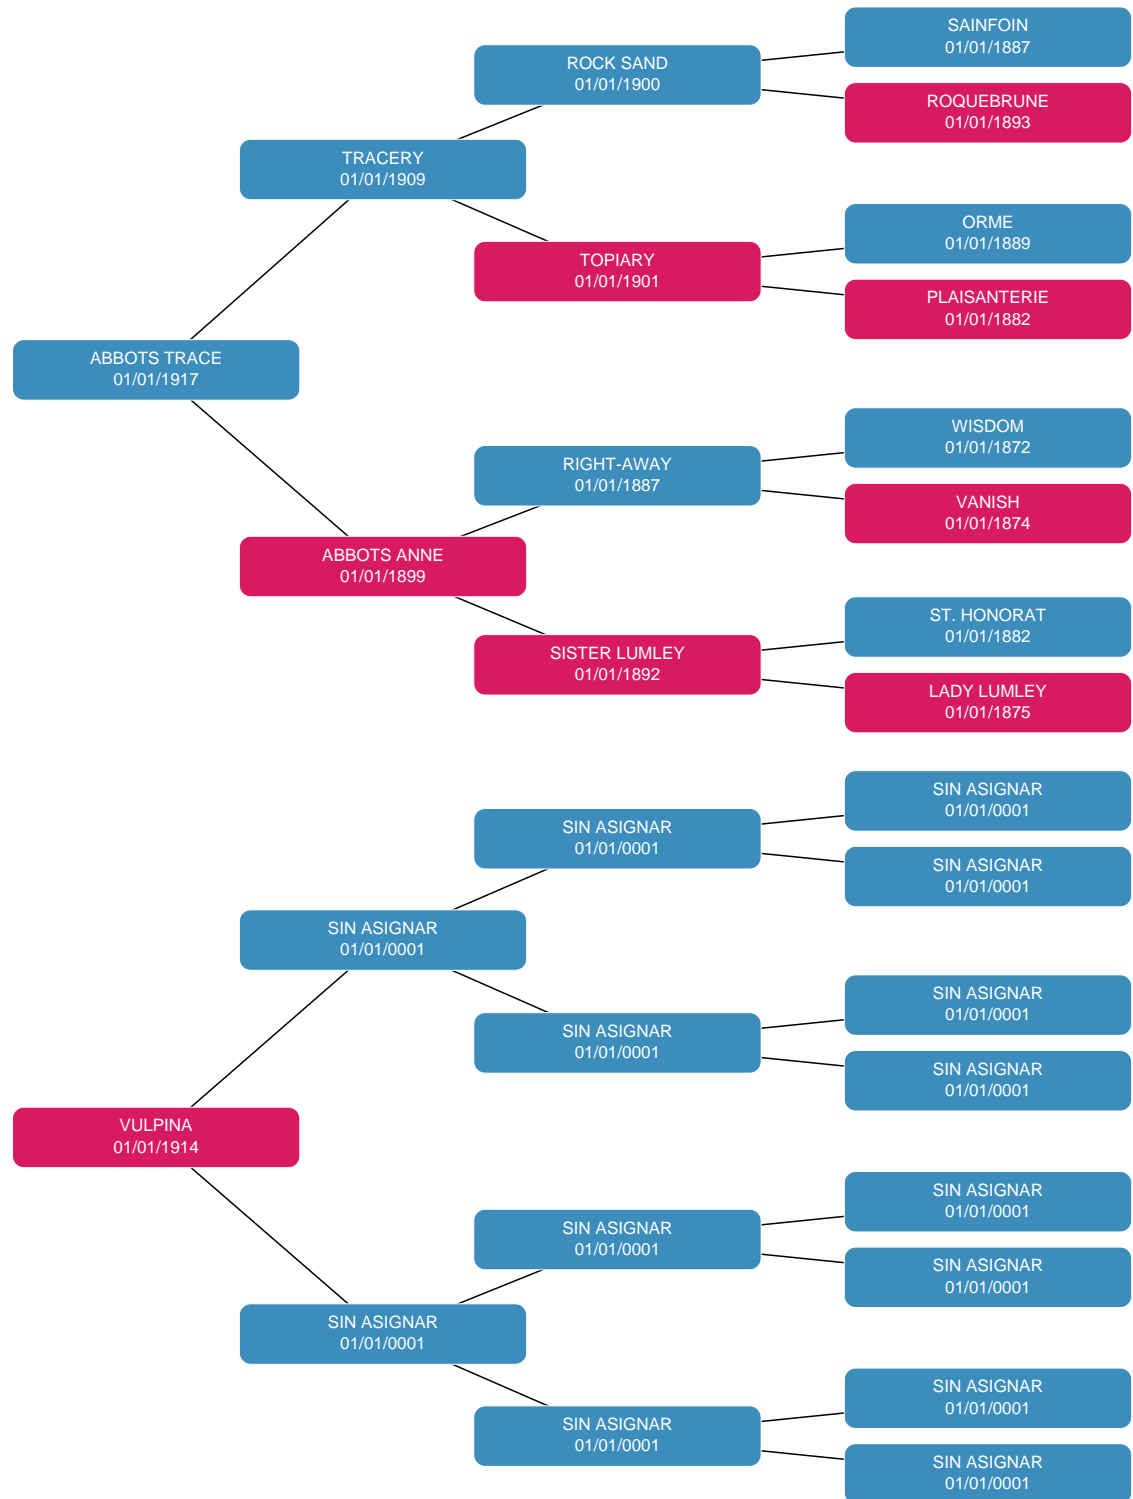 SAINFOIN
01/01/1887
ROCK SAND
01/01/1900
ROQUEBRUNE
01/01/1893
TRACERY
01/01/1909
ORME
01/01/1889
TOPIARY
01/01/1901
PLAISANTERIE
01/01/1882
ABBOTS TRACE
01/01/1917
WISDOM
01/01/1872
RIGHT-AWAY
01/01/1887
VANISH
01/01/1874
ABBOTS ANNE
01/01/1899
ST. HONORAT
01/01/1882
SISTER LUMLEY
01/01/1892
LADY LUMLEY
01/01/1875
SIN ASIGNAR
01/01/0001
SIN ASIGNAR
01/01/0001
SIN ASIGNAR
01/01/0001
SIN ASIGNAR
01/01/0001
SIN ASIGNAR
01/01/0001
SIN ASIGNAR
01/01/0001
SIN ASIGNAR
01/01/0001
VULPINA
01/01/1914
SIN ASIGNAR
01/01/0001
SIN ASIGNAR
01/01/0001
SIN ASIGNAR
01/01/0001
SIN ASIGNAR
01/01/0001
SIN ASIGNAR
01/01/0001
SIN ASIGNAR
01/01/0001
SIN ASIGNAR
01/01/0001